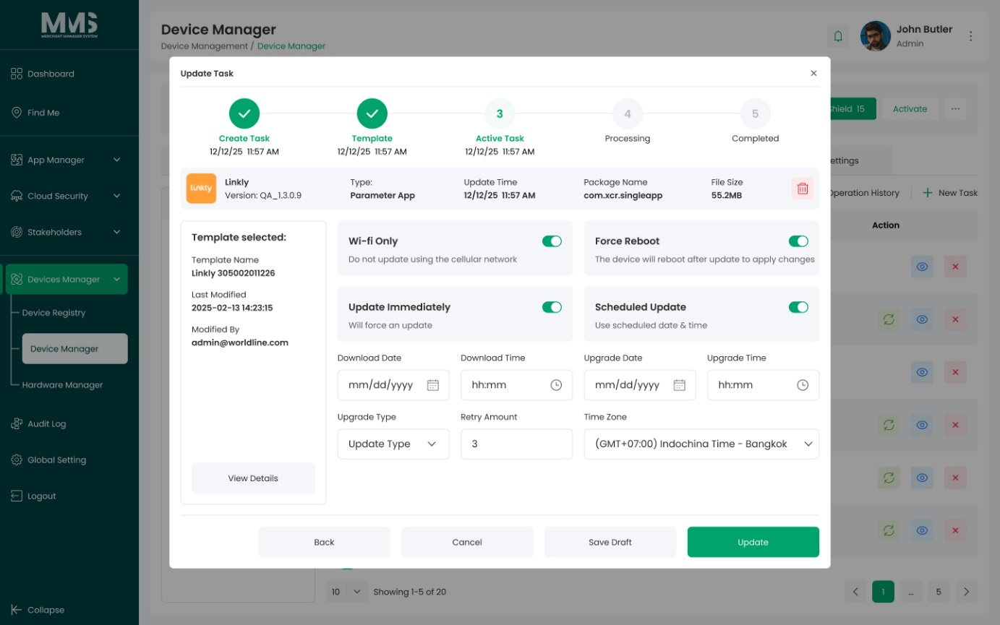 MMS
MERCHANT MANAGER SYSTEM
Dashboard
Find Me
App Manager
Cloud Security
Stakeholders
Devices Manager
Device Registry
Device Manager
Hardware Manager
Audit Log
Global Setting
Logout
Collapse
Device Manager
Device Management / Device Manager
John Butler
Admin
Shield 15
Activate
...
ettings
Operation History
New Task
Action
Update Task
3
4
5
Create Task
Template
Active Task
Processing
Completed
12/12/25 11:57 AM
12/12/25 11:57 AM
12/12/25 11:57 AM
linkly
Linkly
Version: QA_1.3.0.9
Type:
Parameter App
Update Time
12/12/25 11:57 AM
Package Name
com.xcr.singleapp
File Size
55.2MB
Template selected:
Template Name
Linkly 305002011226
Last Modified
2025-02-13 14:23:15
Modified By
admin@worldline.com
View Details
Wi-fi Only
Do not update using the cellular network
Force Reboot
The device will reboot after update to apply changes
Update Immediately
Will force an update
Scheduled Update
Use scheduled date & time
Download Date
Download Time
Upgrade Date
Upgrade Time
mm/dd/yyyy
hh:mm
mm/dd/yyyy
hh:mm
Upgrade Type
Retry Amount
Time Zone
Update Type
3
(GMT+07:00) Indochina Time - Bangkok
Back
Cancel
Save Draft
Update
10
Showing 1-5 of 20
1
...
5